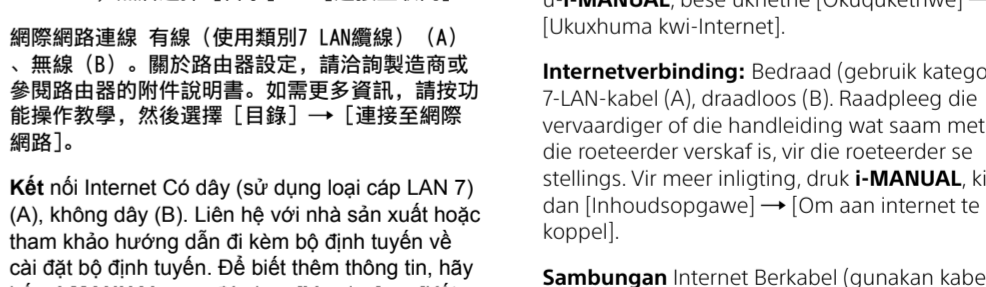 網際網路連線 有線（使用類別7 LAN纜線）（A）
、無線（B）。關於路由器設定，請洽詢製造商或
參閱路由器的附件說明書。如需更多資訊，請按功
能操作教學，然後選擇［目錄］→［連接至網際
網路］。
Kết nối Internet Có dây (sử dụng loại cáp LAN 7)
(A), không dây (B). Liên hệ với nhà sản xuất hoặc
tham khảo hướng dẫn đi kèm bộ định tuyến về
cài đặt bộ định tuyến. Để biết thêm thông tin, hãy
u-i-MANUAL, bese ukhethe [Okuqukethwe]
[Ukuxhuma kwi-Internet].
Internetverbinding: Bedraad (gebruik katego
7-LAN-kabel (A), draadloos (B). Raadpleeg die
vervaardiger of die handleiding wat saam met
die roeteerder verskaf is, vir die roeteerder se
stellings. Vir meer inligting, druk i-MANUAL, ki
dan [Inhoudsopgawe] → [Om aan internet te
koppel].
Sambungan Internet Berkabel (gunakan kabe